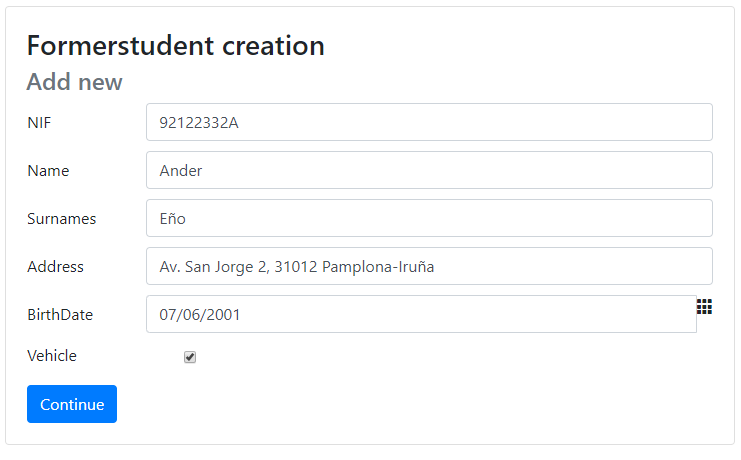 Formerstudent creation
Add new
NIF 92122332A
Name Ander
Surnames Eño
Address Av. San Jorge 2, 31012 Pamplona-Iruña
BirthDate 07/06/2001
Vehicle
Continue